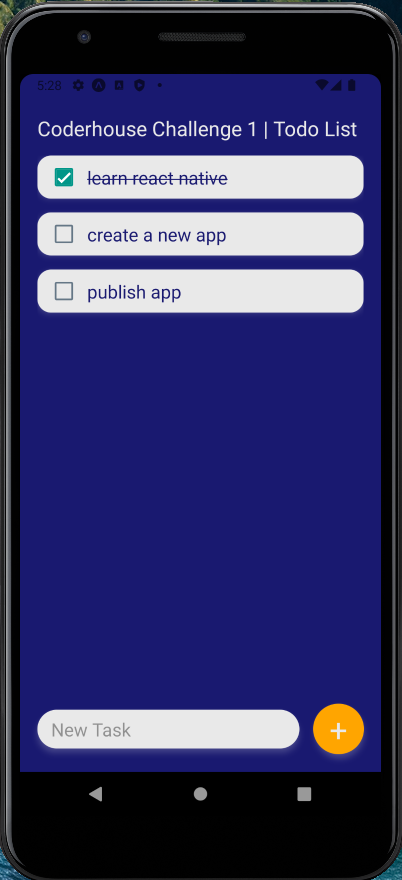 5:28
Coderhouse Challenge 1 | Todo List
learn react native
create a new app
publish app
New Task
+